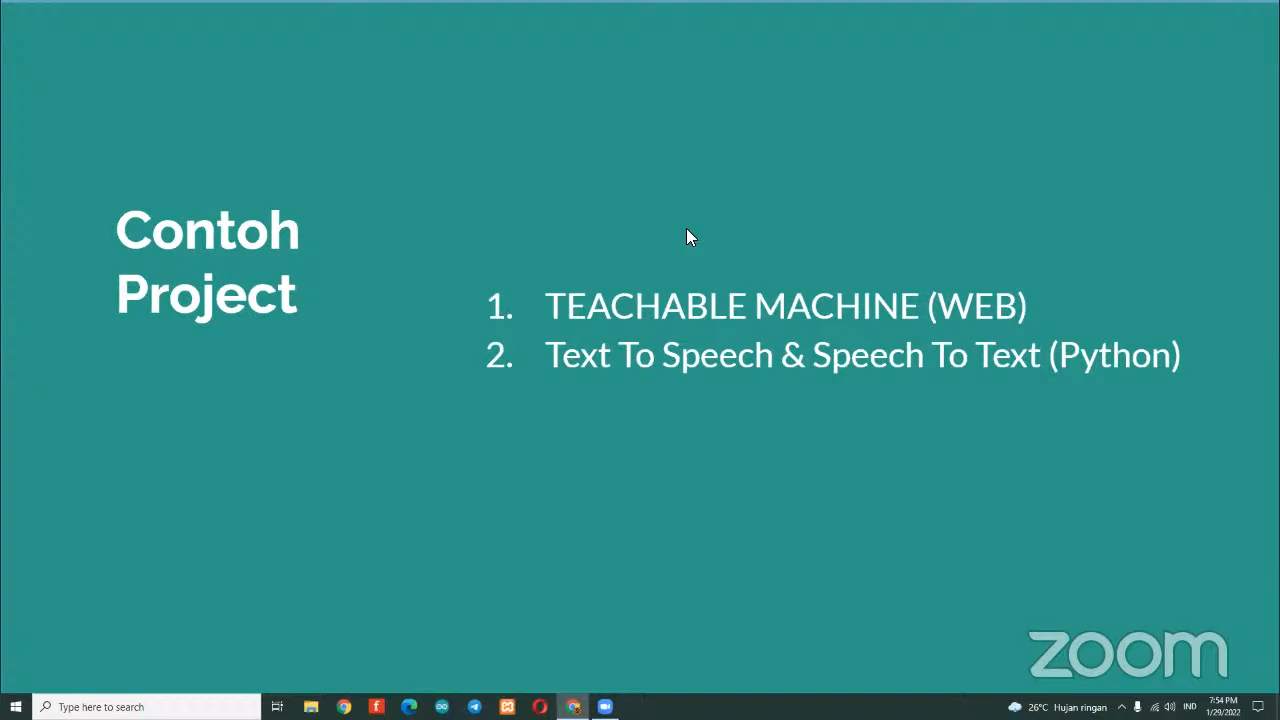 Contoh
Project
1. TEACHABLE MACHINE (WEB)
2. Text To Speech & Speech To Text (Python)
zoom
Type here to search
f
26°C Hujan ringan
IND
7:54 PM
1/29/2022